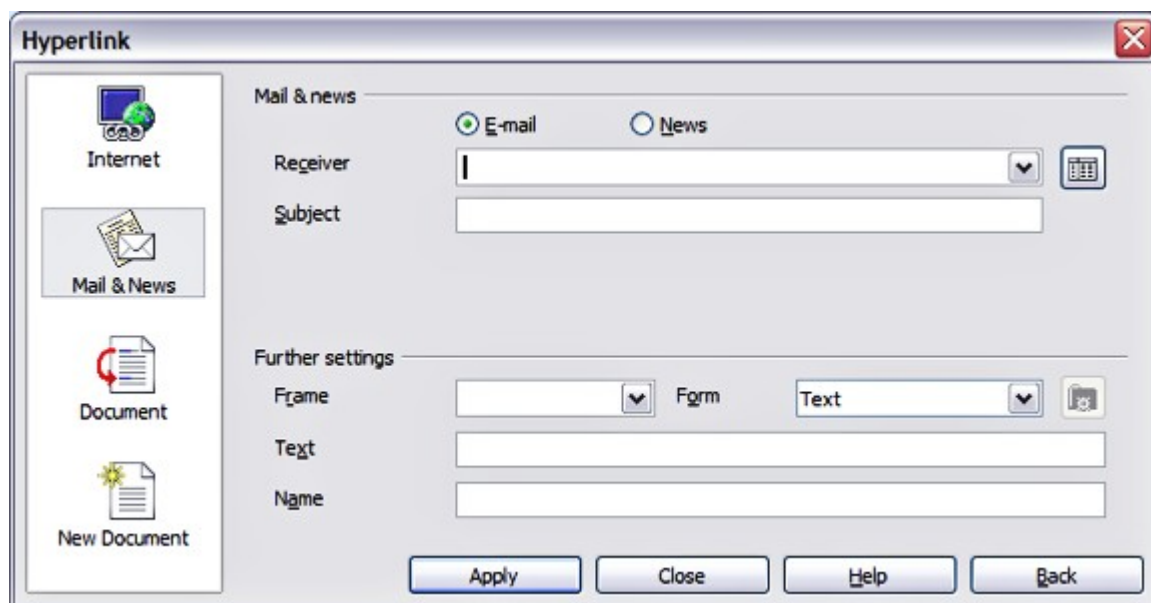 Hyperlink
Internet
Mail & News
Document
New Document
Mail & news
E-mail News
Receiver
Subject
Further settings
Frame Form Text
Text
Name
Apply Close Help Back